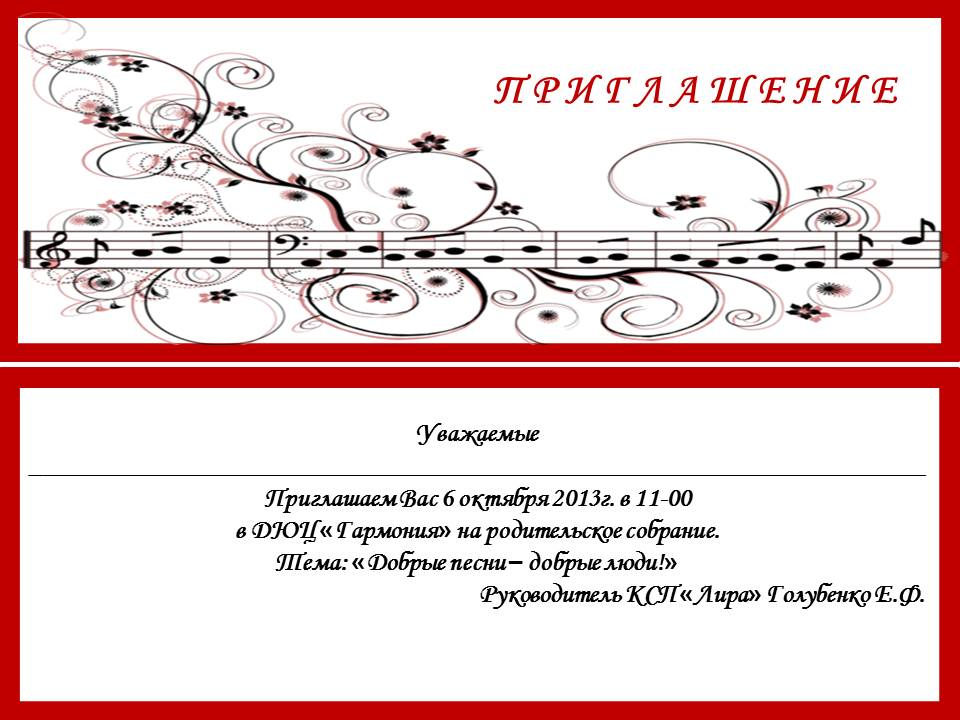 ПРИГЛАШЕНИЕ
Уважаемые
Приглашаем Вас 6 октября 2013г. в 11-00
в ДЮЦ « Гармония» на родительское собрание.
Тема: « Добрые песни – добрые люди!»
Руководитель КСП « Лира» Голубенко Е.Ф.